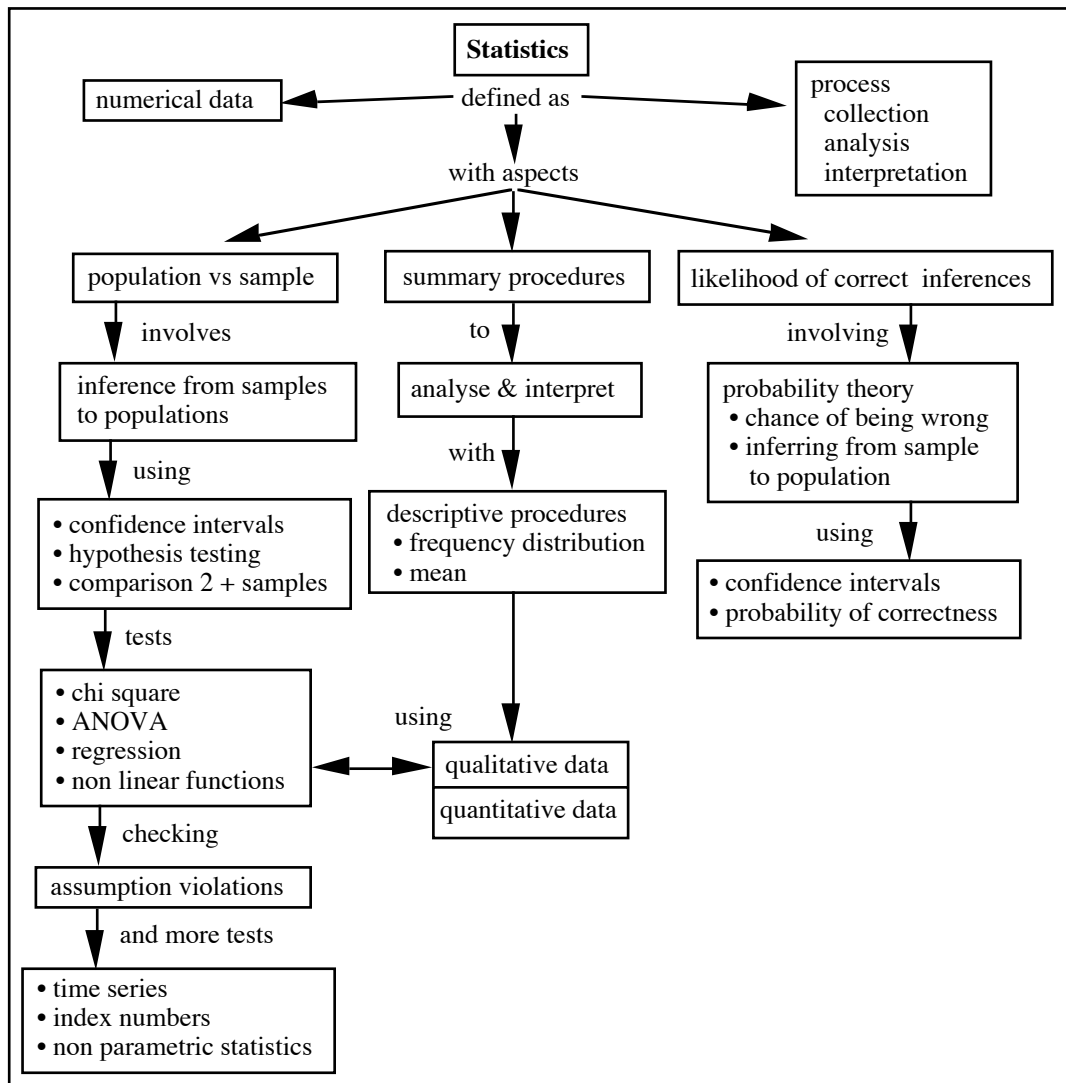 Statistics
numerical data
defined as
process
collection
analysis
interpretation
with aspects
population vs sample
summary procedures
likelihood of correct inferences
involves
to
involving
inference from samples
to populations
analyse & interpret
probability theory
• chance of being wrong
• inferring from sample
to population
using
with
using
• confidence intervals
• hypothesis testing
• comparison 2 + samples
descriptive procedures
• frequency distribution
• mean
• confidence intervals
• probability of correctness
tests
• chi square
• ANOVA
• regression
• non linear functions
using
qualitative data
quantitative data
checking
assumption violations
and more tests
• time series
• index numbers
• non parametric statistics